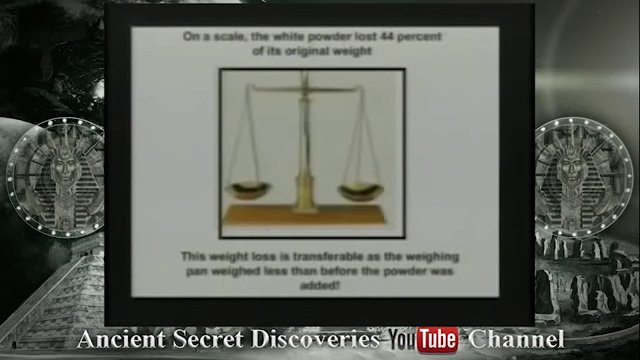 On a scale, the white powder lost 44 percent
of its original weight
This weight loss is transferable as the weighing
pan weighed less than before the powder was
added!
Ancient Secret Discoveries YouTube Channel